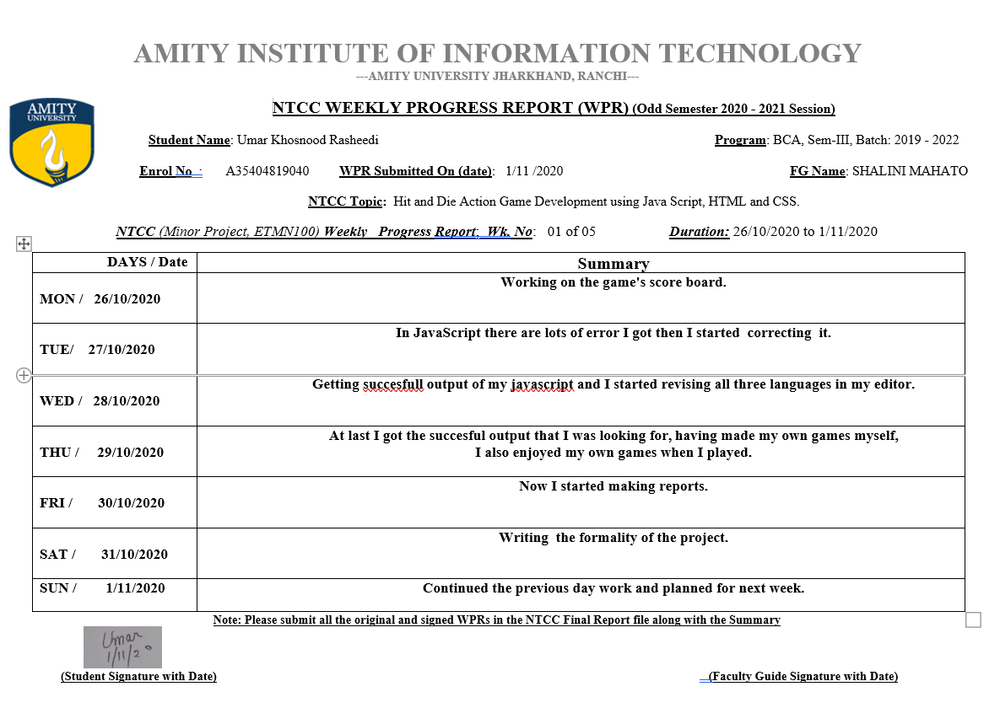 AMITY INSTITUTE OF INFORMATION TECHNOLOGY
---AMITY UNIVERSITY JHARKHAND, RANCHI---
AMITY
UNIVERSITY
NTCC WEEKLY PROGRESS REPORT (WPR) (Odd Semester 2020 - 2021 Session)
Student Name: Umar Khosnood Rasheedi Program: BCA, Sem-III, Batch: 2019 - 2022
Enrol No : A35404819040 WPR Submitted On (date): 1/11 /2020 FG Name: SHALINI MAHATO
NTCC Topic: Hit and Die Action Game Development using Java Script, HTML and CSS.
NTCC (Minor Project, ETMN100) Weekly Progress Report; Wk. No: 01 of 05 Duration: 26/10/2020 to 1/11/2020
DAYS / Date Summary
MON / 26/10/2020 Working on the game's score board.
TUE/ 27/10/2020 In JavaScript there are lots of error I got then I started correcting it.
WED / 28/10/2020 Getting succesfull output of my javascript and I started revising all three languages in my editor.
THU / 29/10/2020 At last I got the succesful output that I was looking for, having made my own games myself,
I also enjoyed my own games when I played.
FRI / 30/10/2020 Now I started making reports.
SAT / 31/10/2020 Writing the formality of the project.
SUN / 1/11/2020 Continued the previous day work and planned for next week.
Note: Please submit all the original and signed WPRs in the NTCC Final Report file along with the Summary
Umar
1/11/20
(Student Signature with Date) (Faculty Guide Signature with Date)